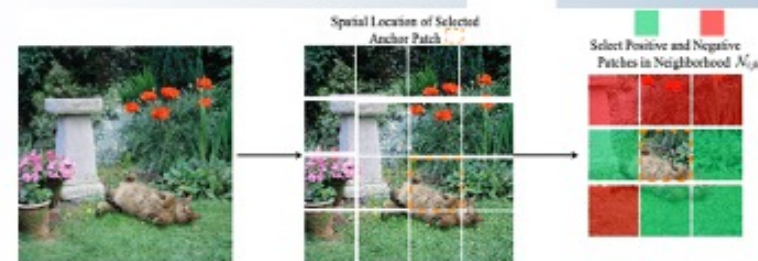 Spatial Location of Selected
Anchor Patch
Select Positive and Negative
Patches in Neighborhood